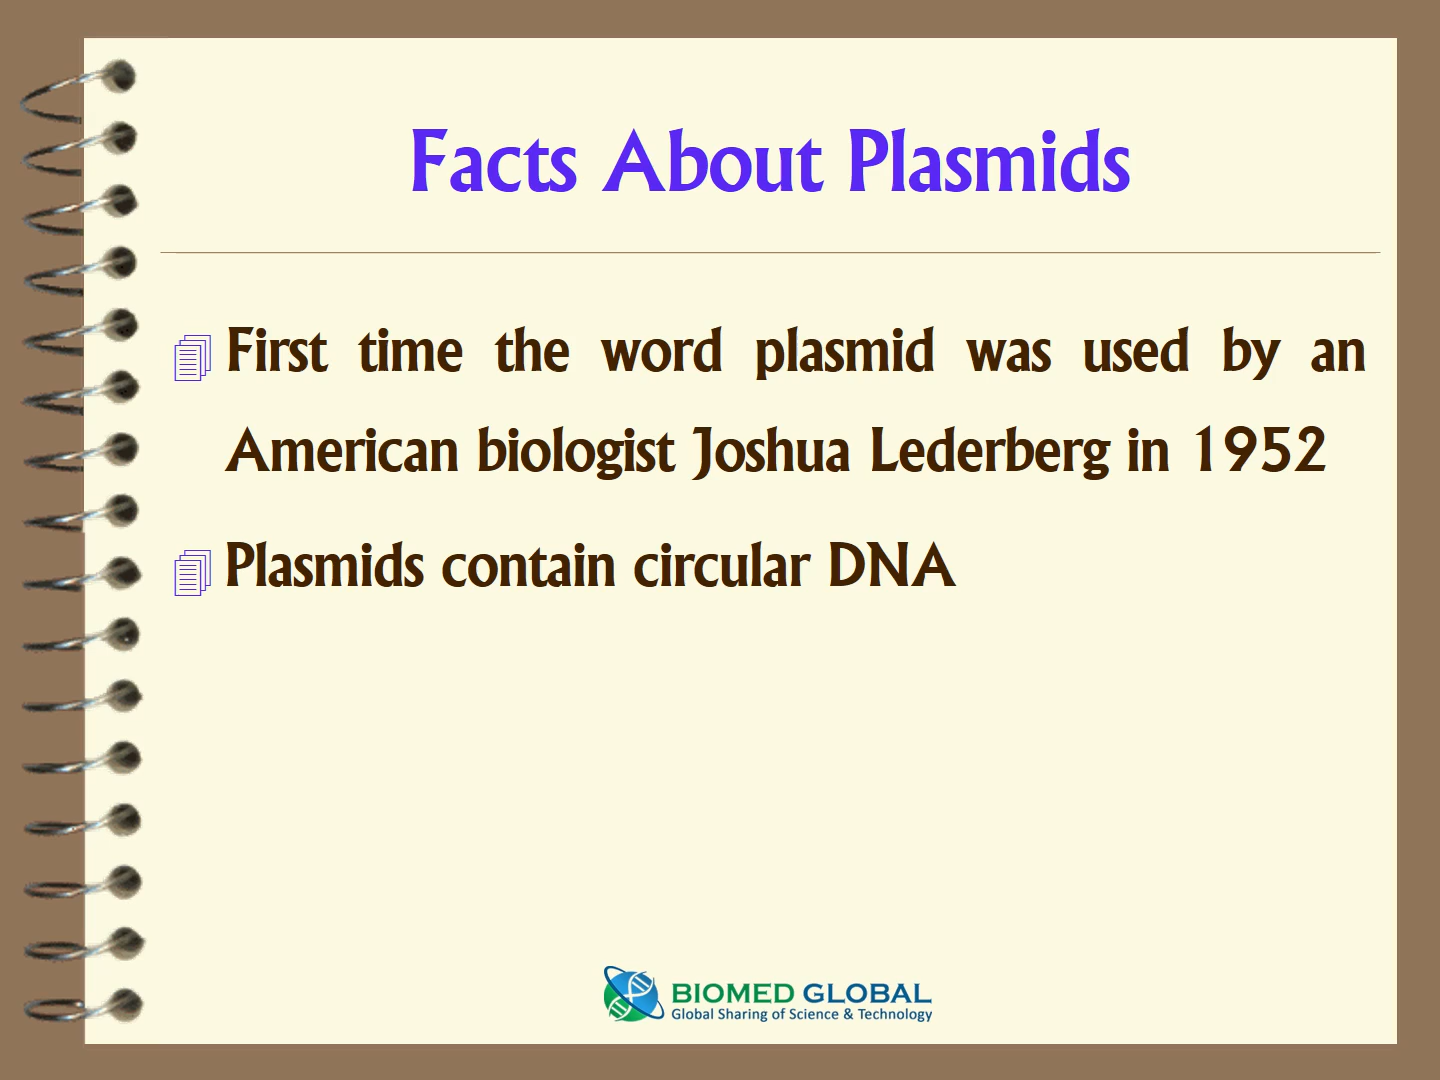 Facts About Plasmids
First time the word plasmid was used by an
American biologist Joshua Lederberg in 1952
Plasmids contain circular DNA
BIOMED GLOBAL
Global Sharing of Science & Technology